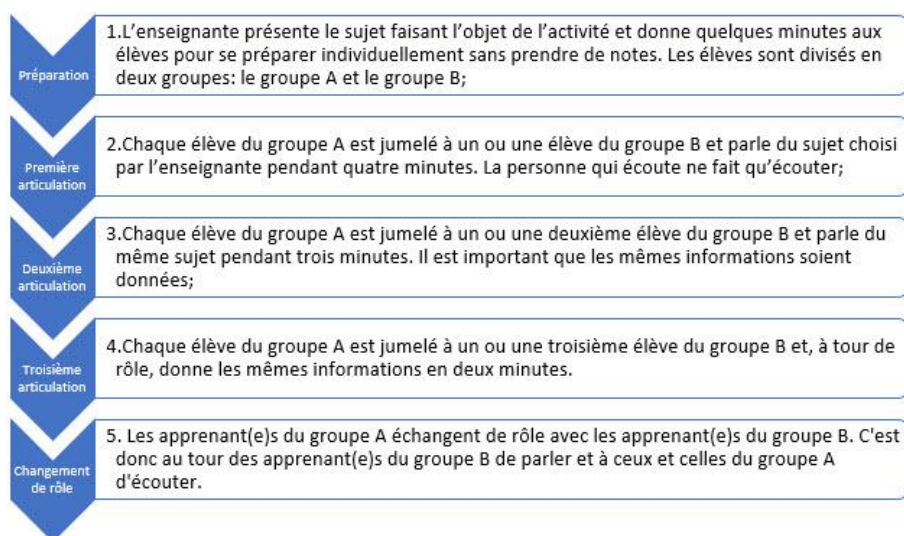 Préparation
1.L’enseignante présente le sujet faisant l’objet de l’activité et donne quelques minutes aux
élèves pour se préparer individuellement sans prendre de notes. Les élèves sont divisés en
deux groupes: le groupe A et le groupe B;
Première
articulation
2.Chaque élève du groupe A est jumelé à un ou une élève du groupe B et parle du sujet choisi
par l’enseignante pendant quatre minutes. La personne qui écoute ne fait qu’écouter;
Deuxième
articulation
3.Chaque élève du groupe A est jumelé à un ou une deuxième élève du groupe B et parle du
même sujet pendant trois minutes. Il est important que les mêmes informations soient
données;
Troisième
articulation
4.Chaque élève du groupe A est jumelé à un ou une troisième élève du groupe B et, à tour de
rôle, donne les mêmes informations en deux minutes.
Changement
de rôle
5. Les apprenant(e)s du groupe A échangent de rôle avec les apprenant(e)s du groupe B. C'est
donc au tour des apprenant(e)s du groupe B de parler et à ceux et celles du groupe A
d'écouter.